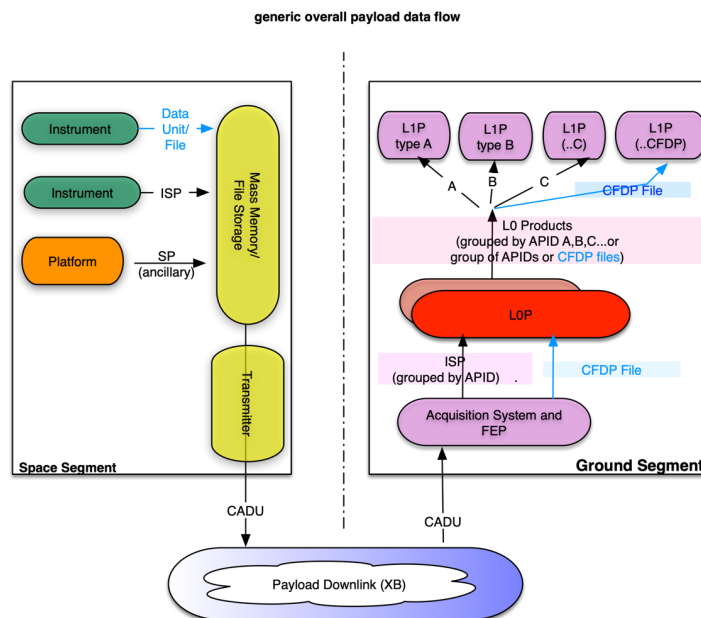 generic overall payload data flow
Instrument
Data
Unit/
File
Instrument
ISP
Platform
SP
(ancillary)
Mass Memory/
File Storage
Transmitter
Space Segment
CADU
L1P
type A
L1P
type B
L1P
(..C)
L1P
(..CFDP)
A
B
C
CFDP File
L0 Products
(grouped by APID A,B,C...or
group of APIDs or CFDP files)
L0P
ISP
(grouped by APID) .
CFDP File
Acquisition System and
FEP
Ground Segment
CADU
Payload Downlink (XB)